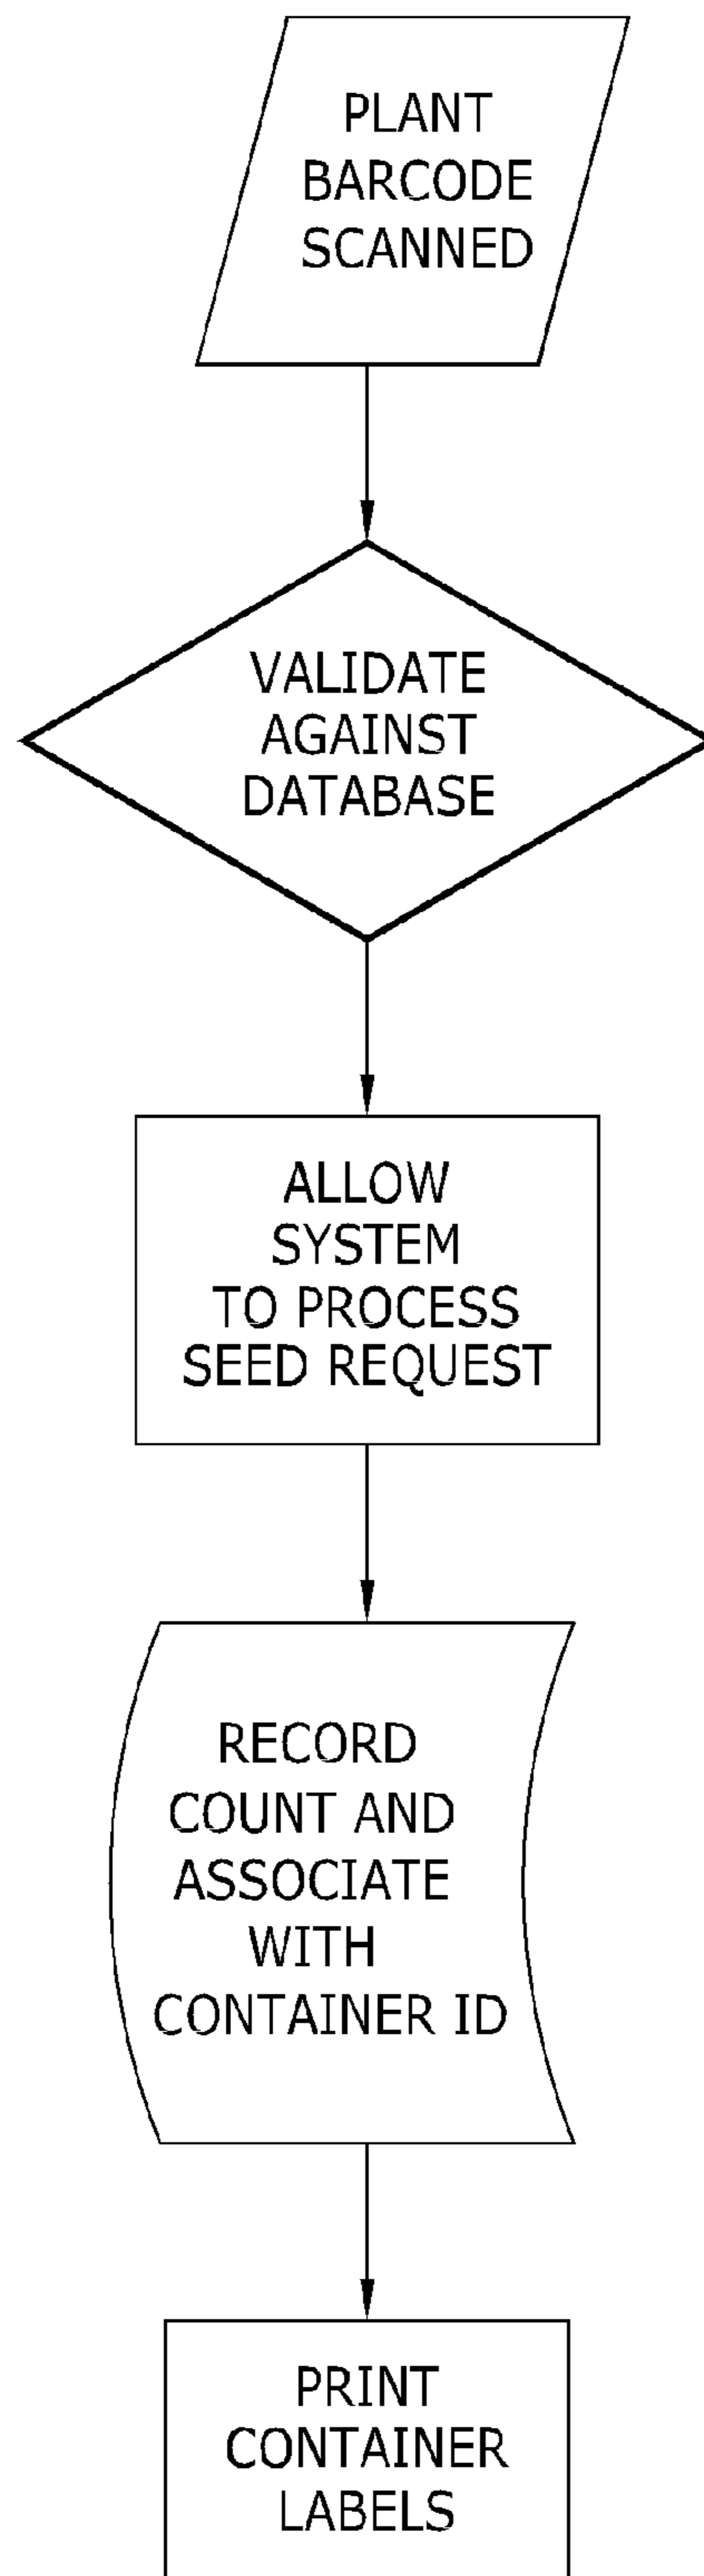 PLANT
BARCODE
SCANNED
VALIDATE
AGAINST
DATABASE
ALLOW
SYSTEM
TO PROCESS
SEED REQUEST
RECORD
COUNT AND
ASSOCIATE
WITH
CONTAINER ID
PRINT
CONTAINER
LABELS